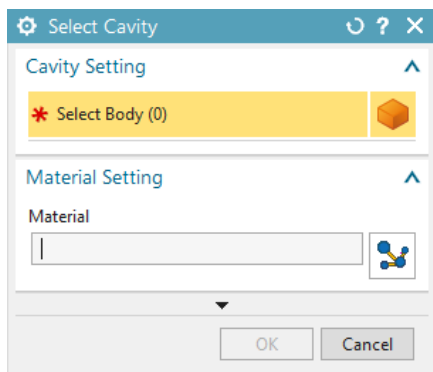 Select Cavity ?
Cavity Setting
* Select Body (0)
Material Setting
Material
OK Cancel